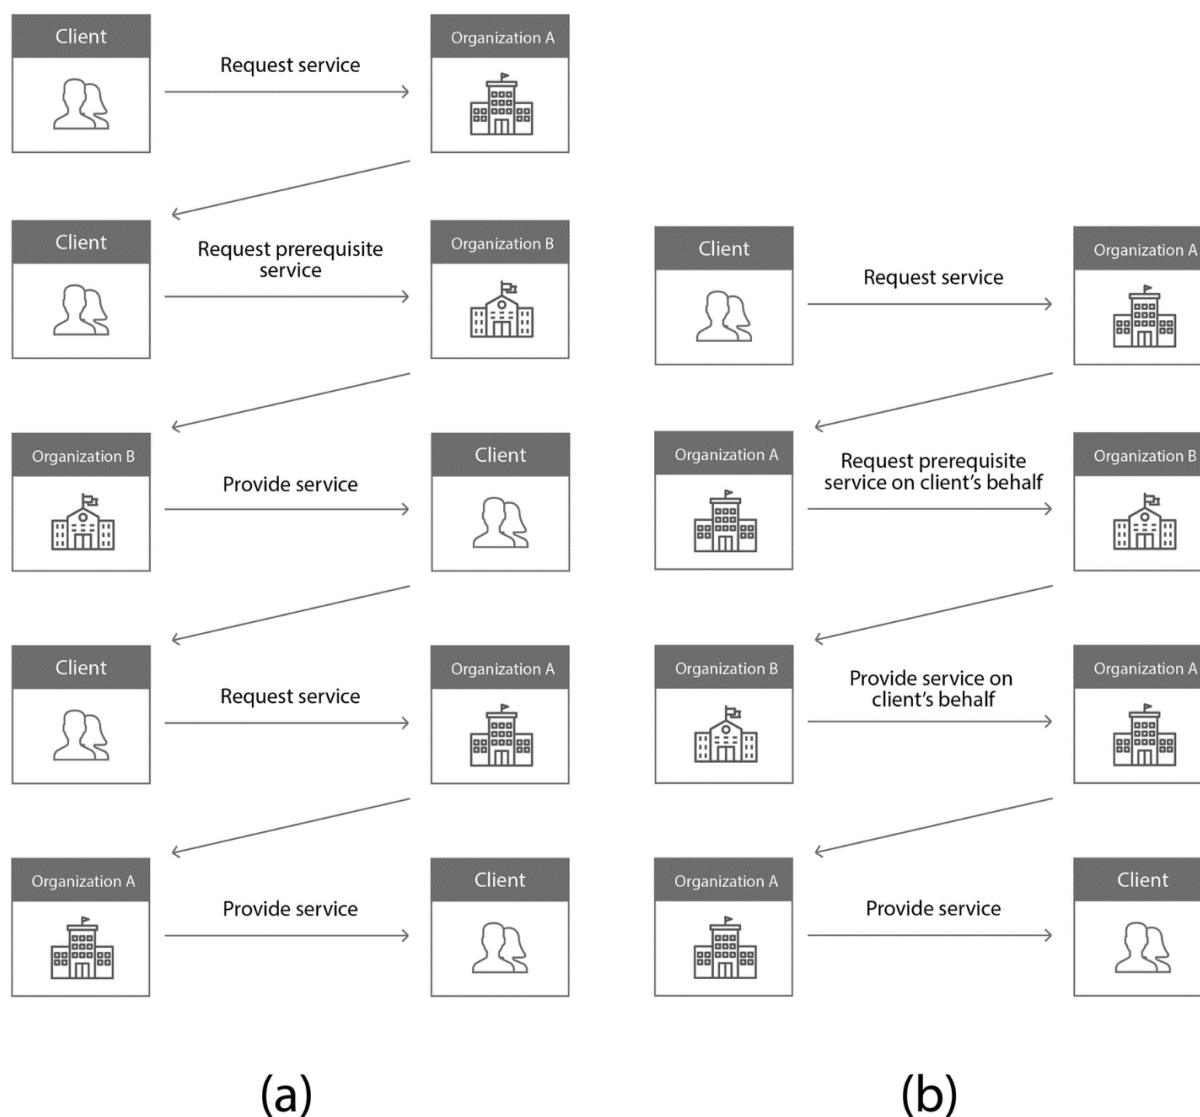 Client
Organization A
Request service
Client
Organization B
Request prerequisite
service
Organization B
Client
Provide service
Client
Organization A
Request service
Organization A
Client
Provide service
(a)
Client
Organization A
Request service
Organization A
Organization B
Request prerequisite
service on client's behalf
Organization B
Organization A
Provide service on
client's behalf
Organization A
Client
Provide service
(b)